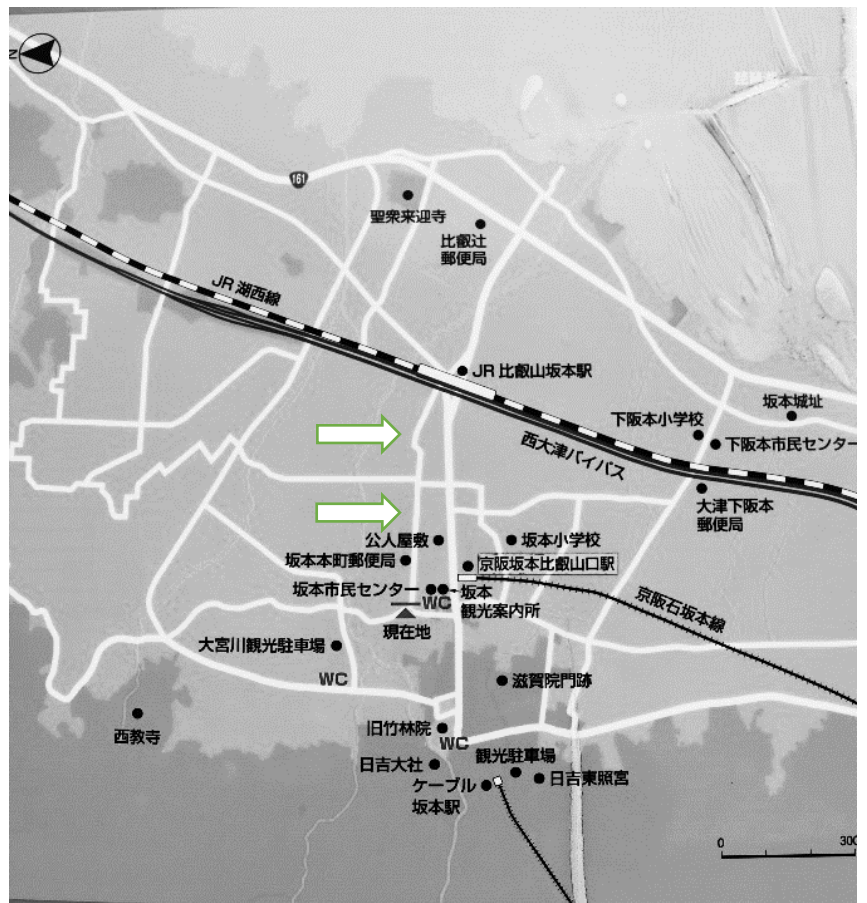 N
161
聖衆来迎寺
比叡辻
郵便局
JR 湖西線
JR 比叡山坂本駅
坂本城址
下阪本小学校
下阪本市民センター
西大津バイパス
大津下阪本
郵便局
公人屋敷
坂本小学校
坂本本町郵便局
京阪坂本比叡山口駅
坂本市民センター
WC
坂本
観光案内所
京阪石坂本線
現在地
大宮川観光駐車場
WC
滋賀院門跡
西教寺
旧竹林院
WC
観光駐車場
日吉大社
日吉東照宮
ケーブル
坂本駅
0
300